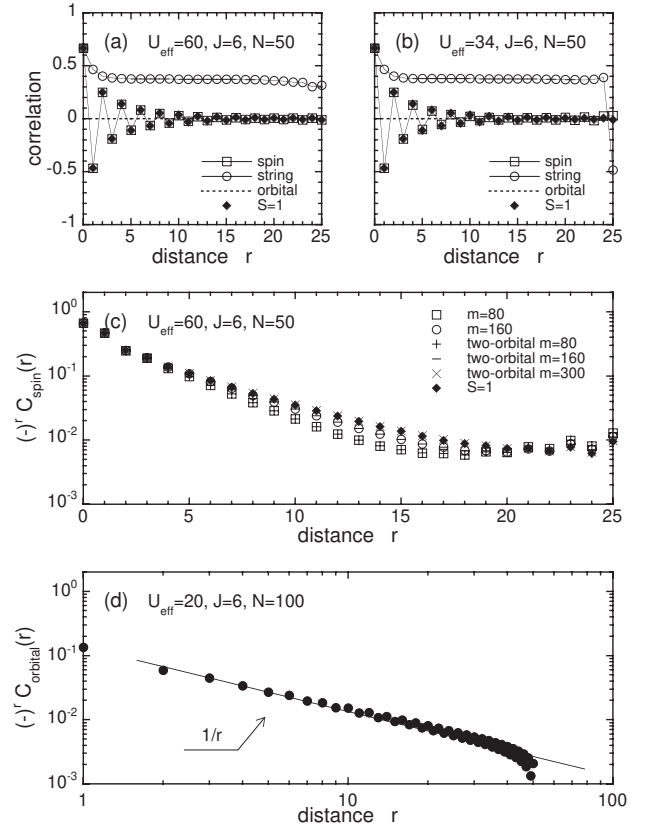 (a) U_eff=60, J=6, N=50
(b) U_eff=34, J=6, N=50
correlation
1
0.5
0
-0.5
-1
spin
string
orbital
S=1
spin
string
orbital
S=1
0 5 10 15 20 25
0 5 10 15 20 25
distance r
distance r
(c) U_eff=60, J=6, N=50
m=80
m=160
two-orbital m=80
two-orbital m=160
two-orbital m=300
S=1
(-)^r C_spin(r)
10^0
10^-1
10^-2
10^-3
0 5 10 15 20 25
distance r
(d) U_eff=20, J=6, N=100
(-)^r C_orbital(r)
10^0
10^-1
10^-2
10^-3
1/r
1 10 100
distance r